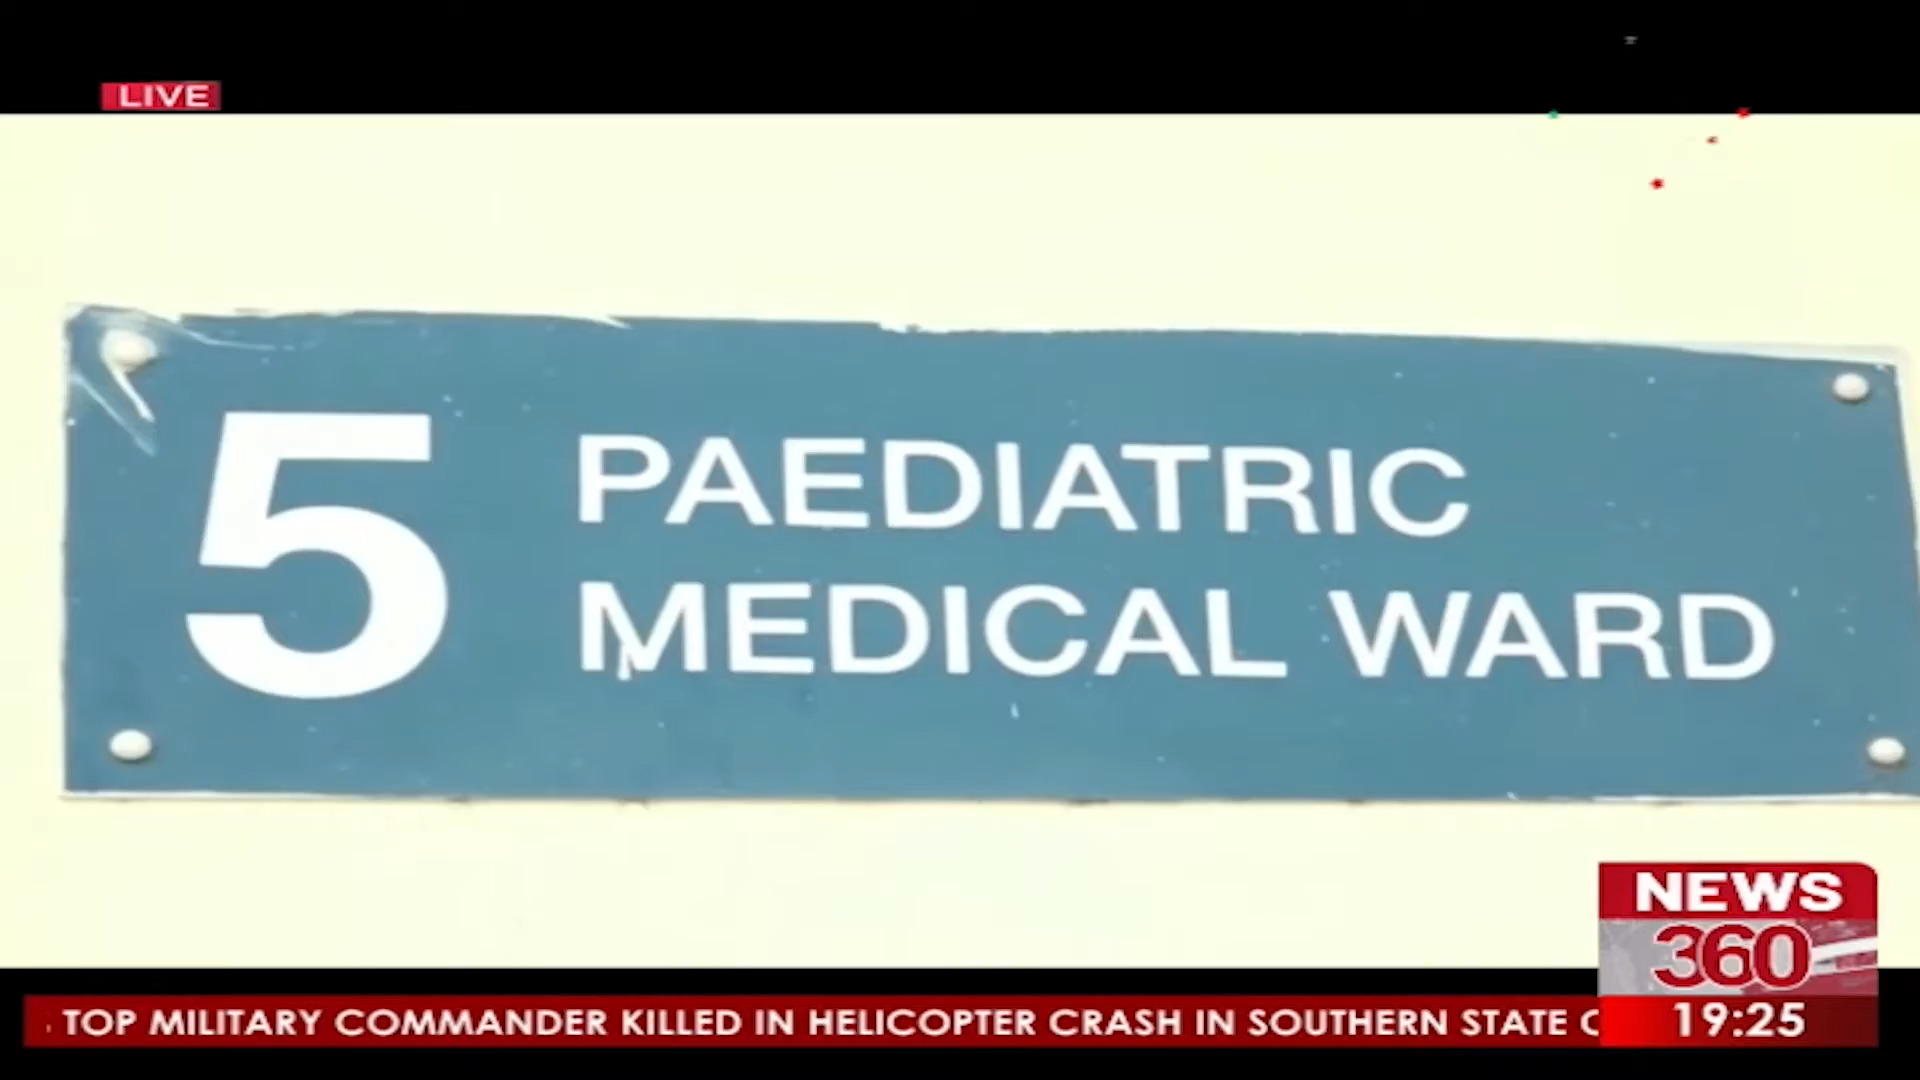 LIVE
5 PAEDIATRIC
MEDICAL WARD
NEWS
360
19:25
TOP MILITARY COMMANDER KILLED IN HELICOPTER CRASH IN SOUTHERN STATE